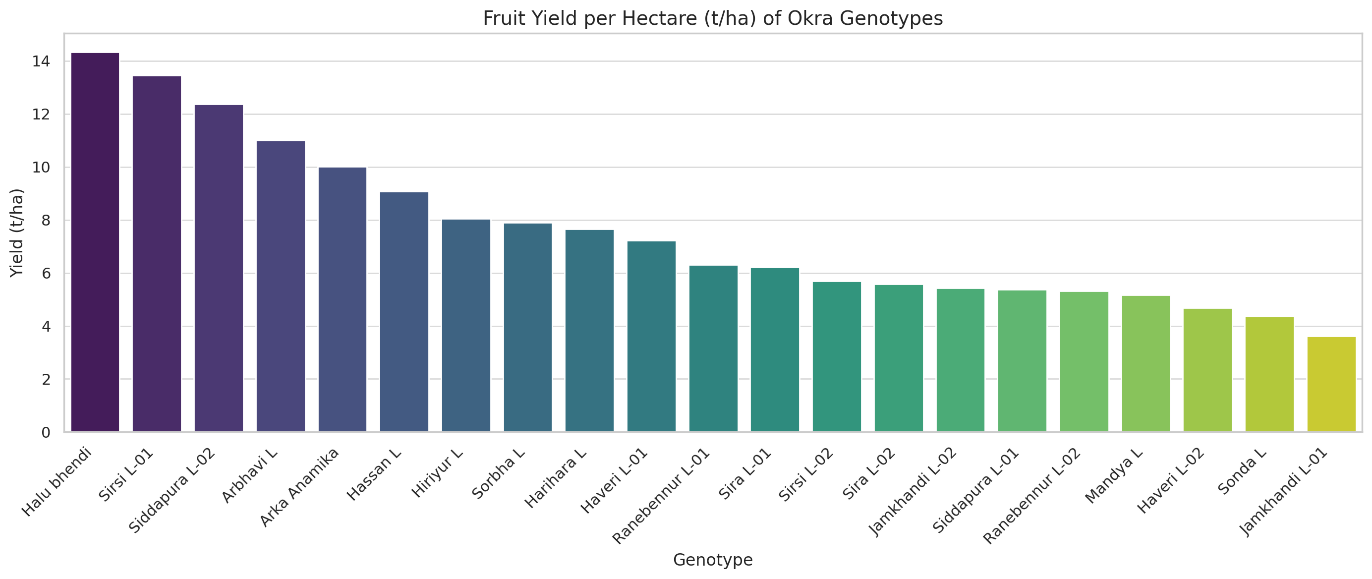 Fruit Yield per Hectare (t/ha) of Okra Genotypes
Yield (t/ha)
14
12
10
8
6
4
2
0
Halu bhendi
Sirsi L-01
Siddapura L-02
Arbhavi L
Arka Anamika
Hassan L
Hiriyur L
Sorbha L
Harihara L
Haveri L-01
Ranebennur L-01
Sira L-01
Sirsi L-02
Sira L-02
Jamkhandi L-02
Siddapura L-01
Ranebennur L-02
Mandya L
Haveri L-02
Sonda L
Jamkhandi L-01
Genotype